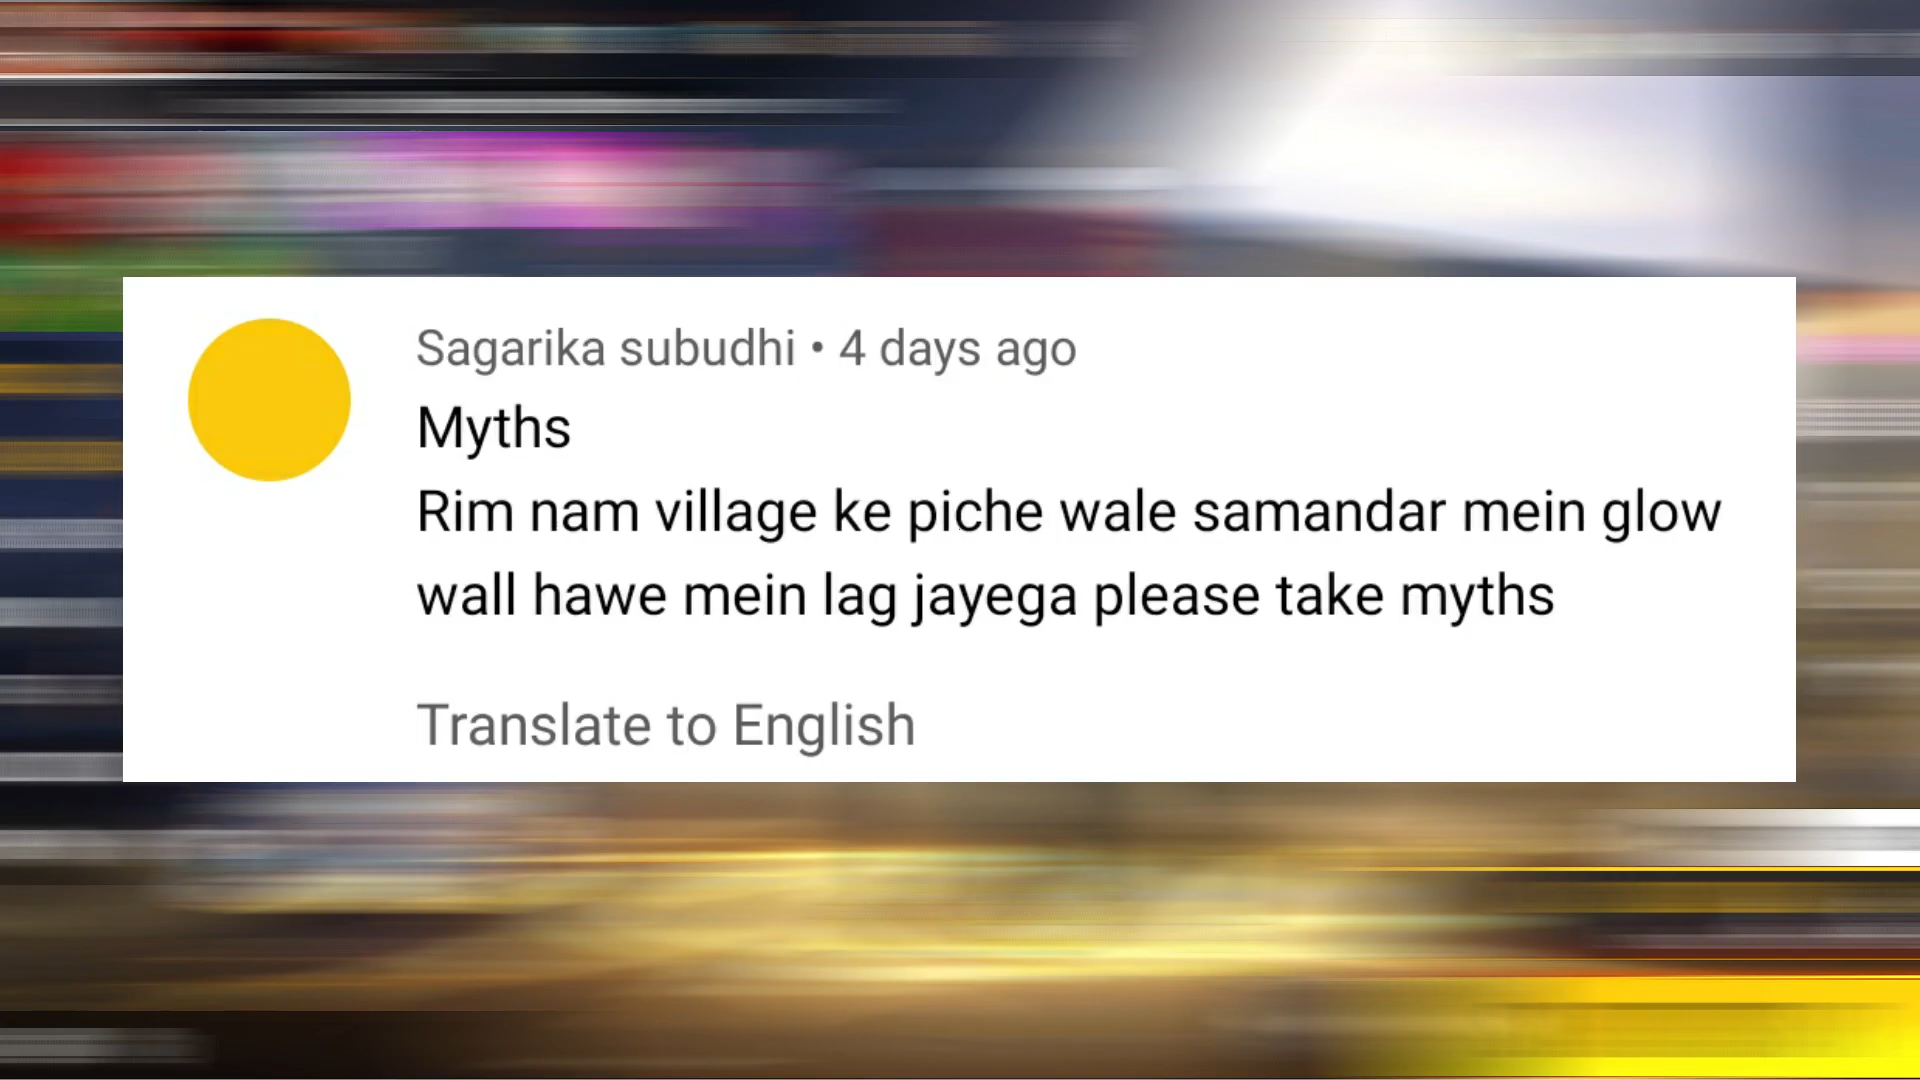 Sagarika subudhi • 4 days ago
Myths
Rim nam village ke piche wale samandar mein glow
wall hawe mein lag jayega please take myths
Translate to English